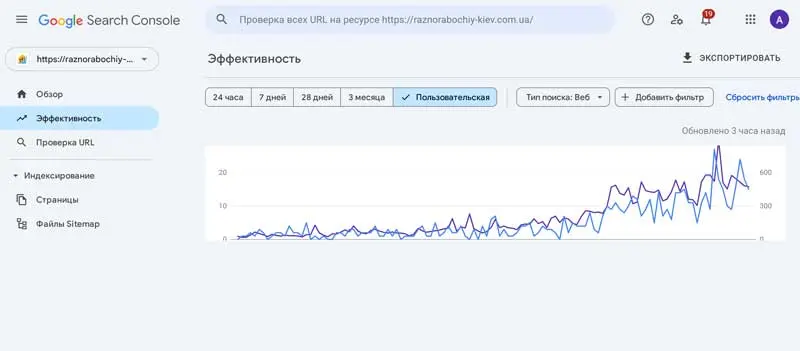 Google Search Console
Проверка всех URL на ресурсе https://raznorabochiy-kiev.com.ua/
19
A
https://raznorabochiy-...
Эффективность
ЭКСПОРТИРОВАТЬ
24 часа
7 дней
28 дней
3 месяца
Пользовательская
Тип поиска: Веб
Добавить фильтр
Сбросить фильтры
Обзор
Эффективность
Проверка URL
Индексирование
Страницы
Файлы Sitemap
Обновлено 3 часа назад
20
10
0
600
300
0